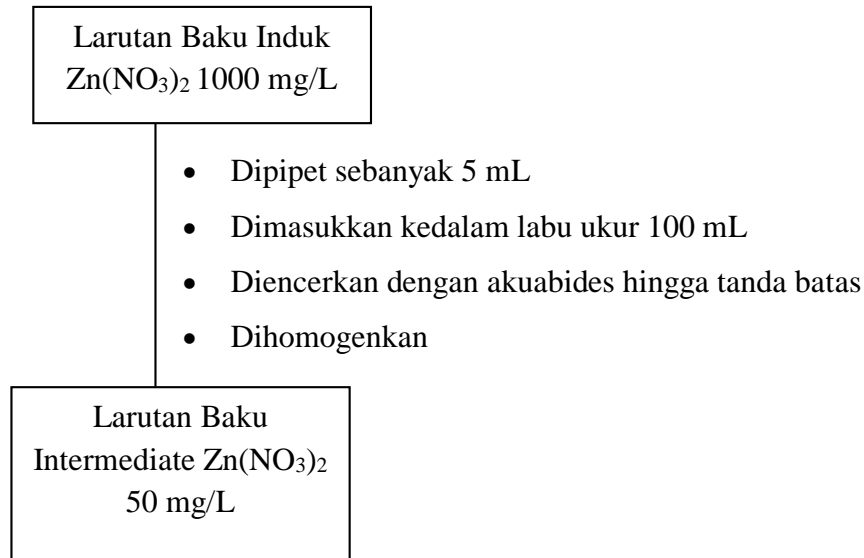 Larutan Baku Induk
Zn(NO₃)₂ 1000 mg/L
• Dipipet sebanyak 5 mL
• Dimasukkan kedalam labu ukur 100 mL
• Diencerkan dengan akuabides hingga tanda batas
• Dihomogenkan
Larutan Baku
Intermediate Zn(NO₃)₂
50 mg/L